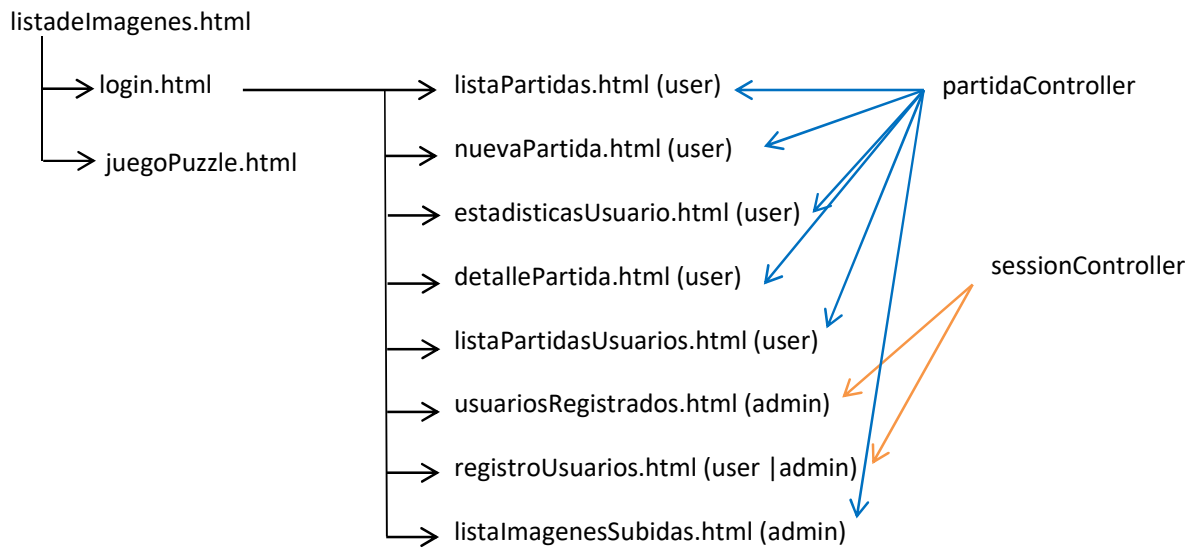 listadeImagenes.html
login.html
listaPartidas.html (user)
partidaController
nuevaPartida.html (user)
juegoPuzzle.html
estadisticasUsuario.html (user)
detallePartida.html (user)
sessionController
listaPartidasUsuarios.html (user)
usuariosRegistrados.html (admin)
registroUsuarios.html (user |admin)
listaImagenesSubidas.html (admin)